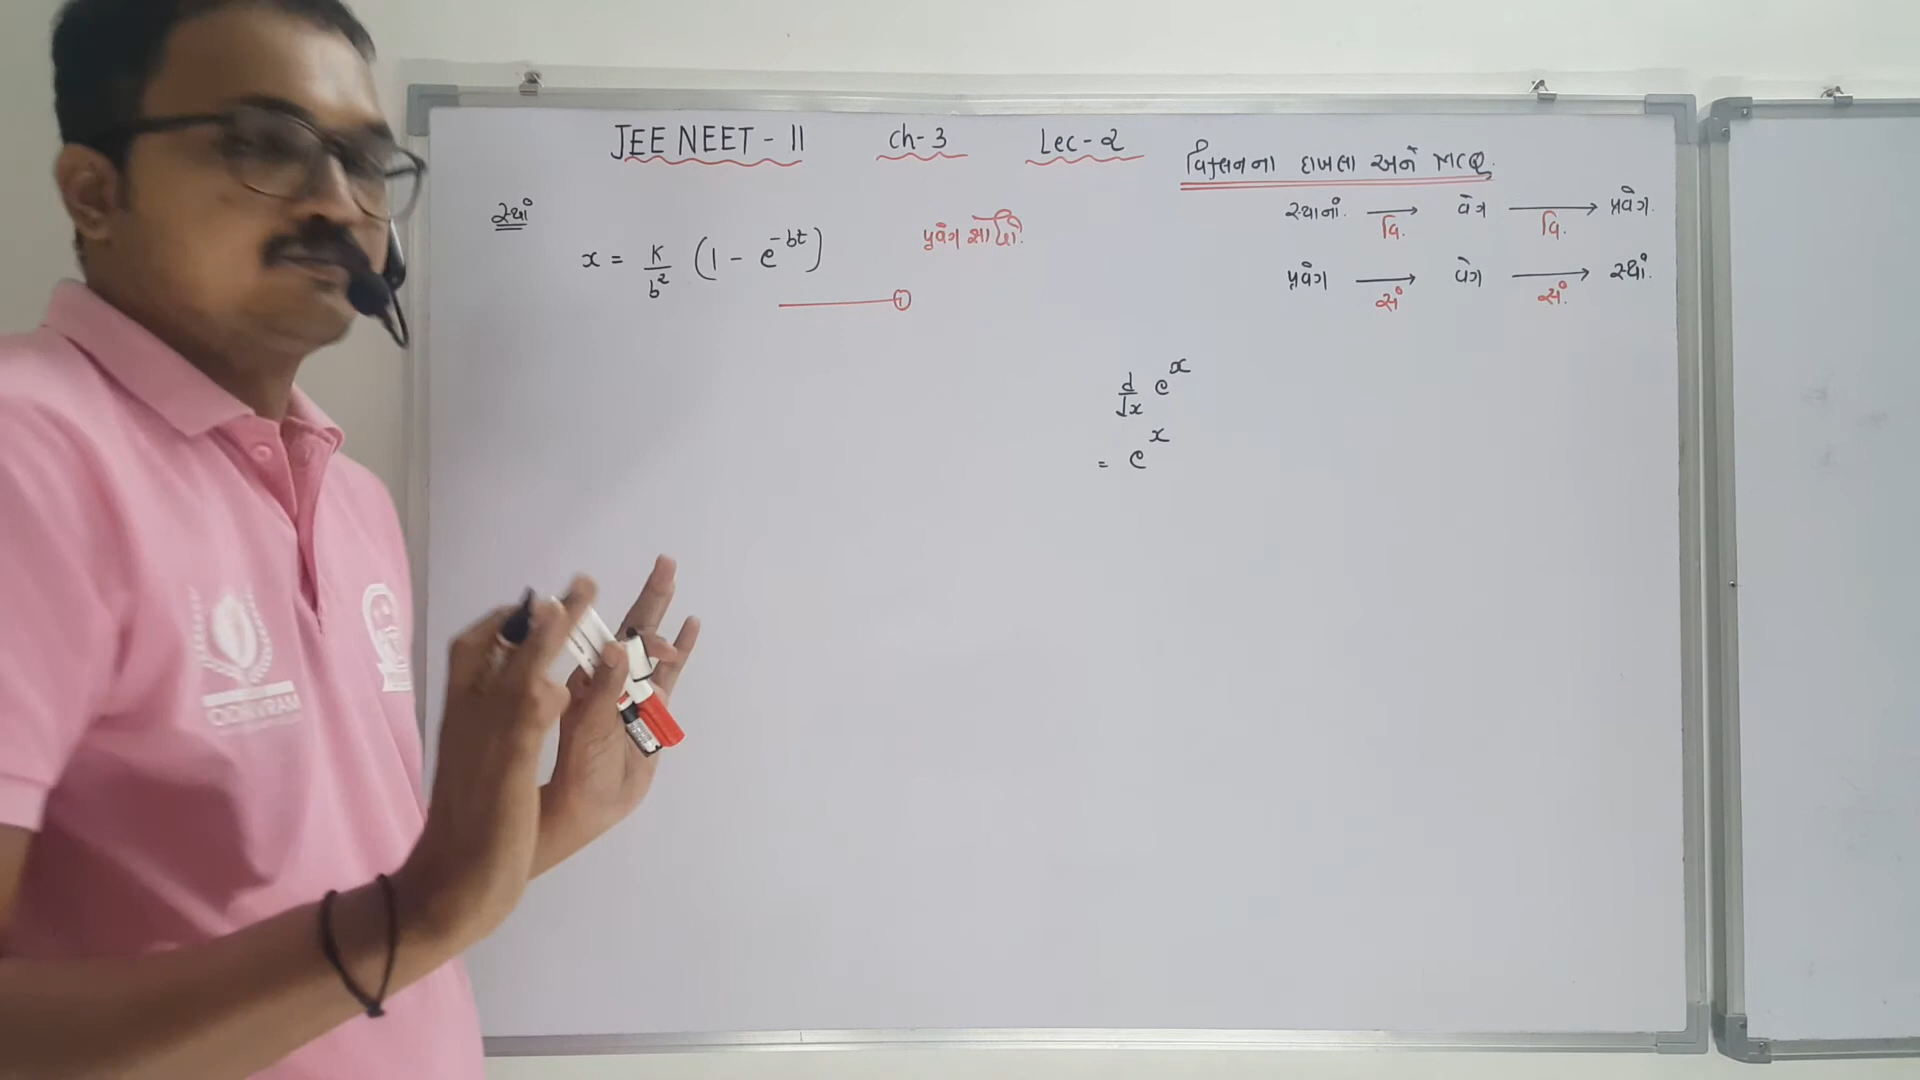 JEE NEET - 11 ch - 3 Lec - 2
વિકલનના દાખલા અને MCQ.
સ્થાનાં. → વેગ → પ્રવેગ.
વિ. વિ.
પ્રવેગ → વેગ → સ્થાં.
સં સં.
સ્થાં
x = K/b² (1 - e^-bt) પ્રવેગ શોધો.
①
d/dx e^x
= e^x